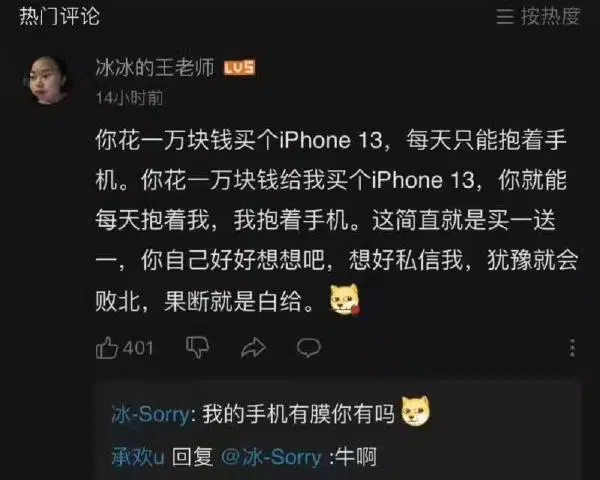 热门评论
按热度
冰冰的王老师 LV5
14小时前
你花一万块钱买个iPhone 13，每天只能抱着手
机。你花一万块钱给我买个iPhone 13，你就能
每天抱着我，我抱着手机。这简直就是买一送
一，你自己好好想想吧，想好私信我，犹豫就会
败北，果断就是白给。
401
冰-Sorry: 我的手机有膜你有吗
承欢u 回复 @冰-Sorry :牛啊